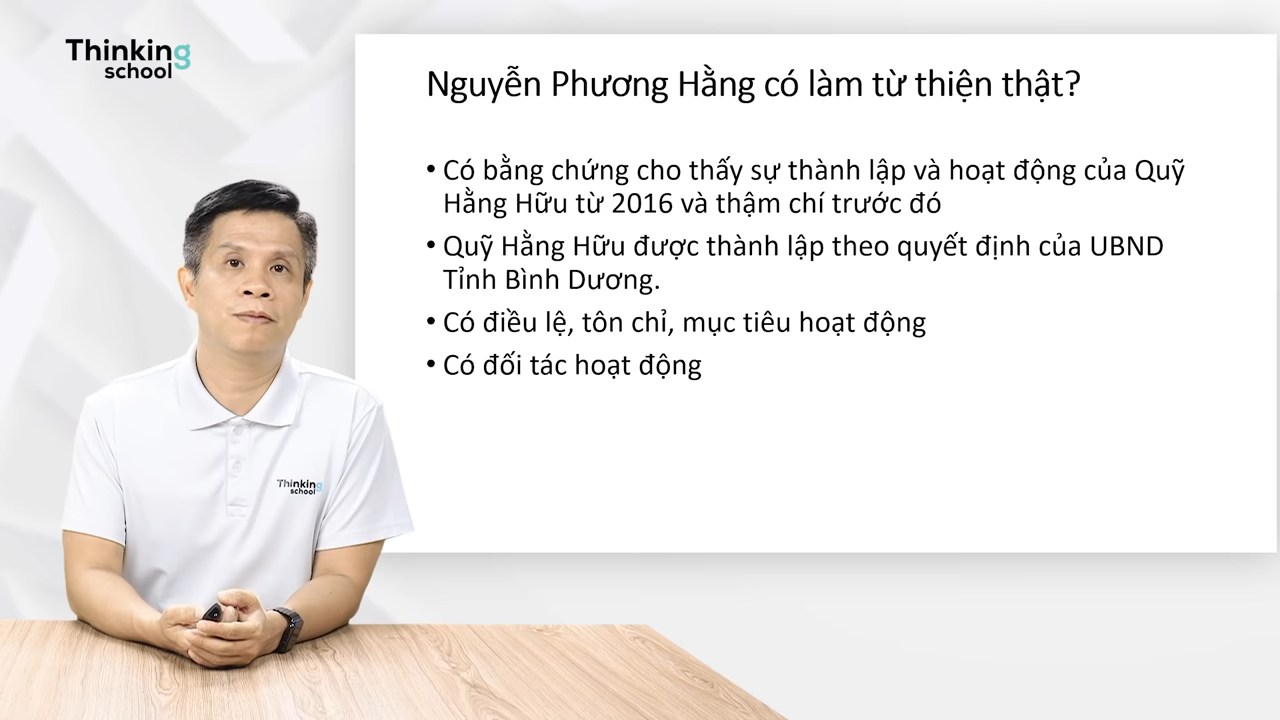 Thinking
school
Nguyễn Phương Hằng có làm từ thiện thật?
• Có bằng chứng cho thấy sự thành lập và hoạt động của Quỹ
Hằng Hữu từ 2016 và thậm chí trước đó
• Quỹ Hằng Hữu được thành lập theo quyết định của UBND
Tỉnh Bình Dương.
• Có điều lệ, tôn chỉ, mục tiêu hoạt động
• Có đối tác hoạt động
Thinking
school